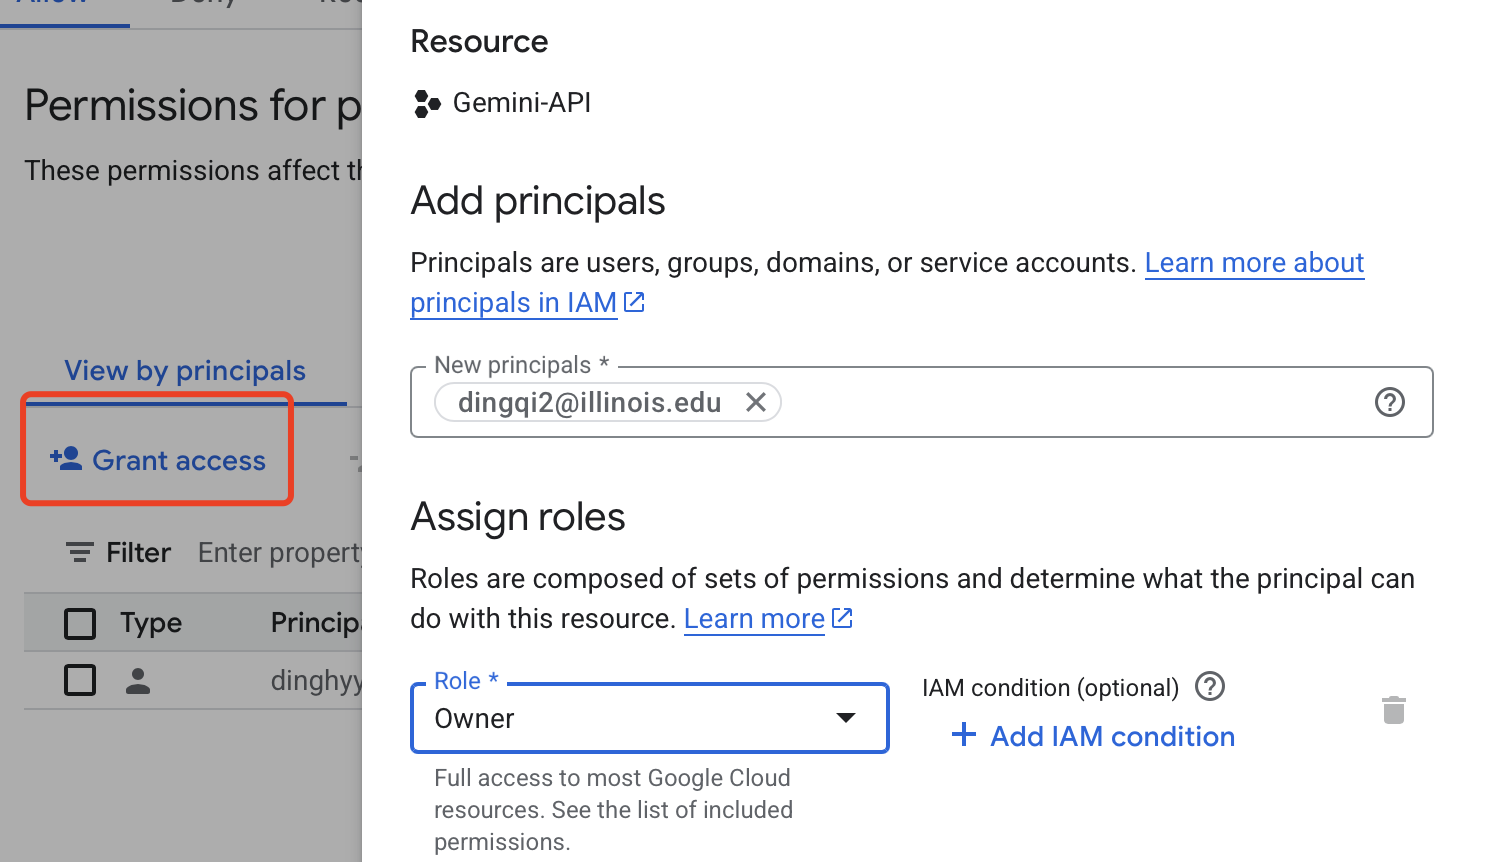 Allow
Deny
Permissions for p
These permissions affect th
View by principals
Grant access
Filter
Enter property
Type
Princip
dinghyy
Resource
Gemini-API
Add principals
Principals are users, groups, domains, or service accounts. Learn more about
principals in IAM
New principals *
dingqi2@illinois.edu
Assign roles
Roles are composed of sets of permissions and determine what the principal can
do with this resource. Learn more
Role *
Owner
Full access to most Google Cloud
resources. See the list of included
permissions.
IAM condition (optional)
Add IAM condition